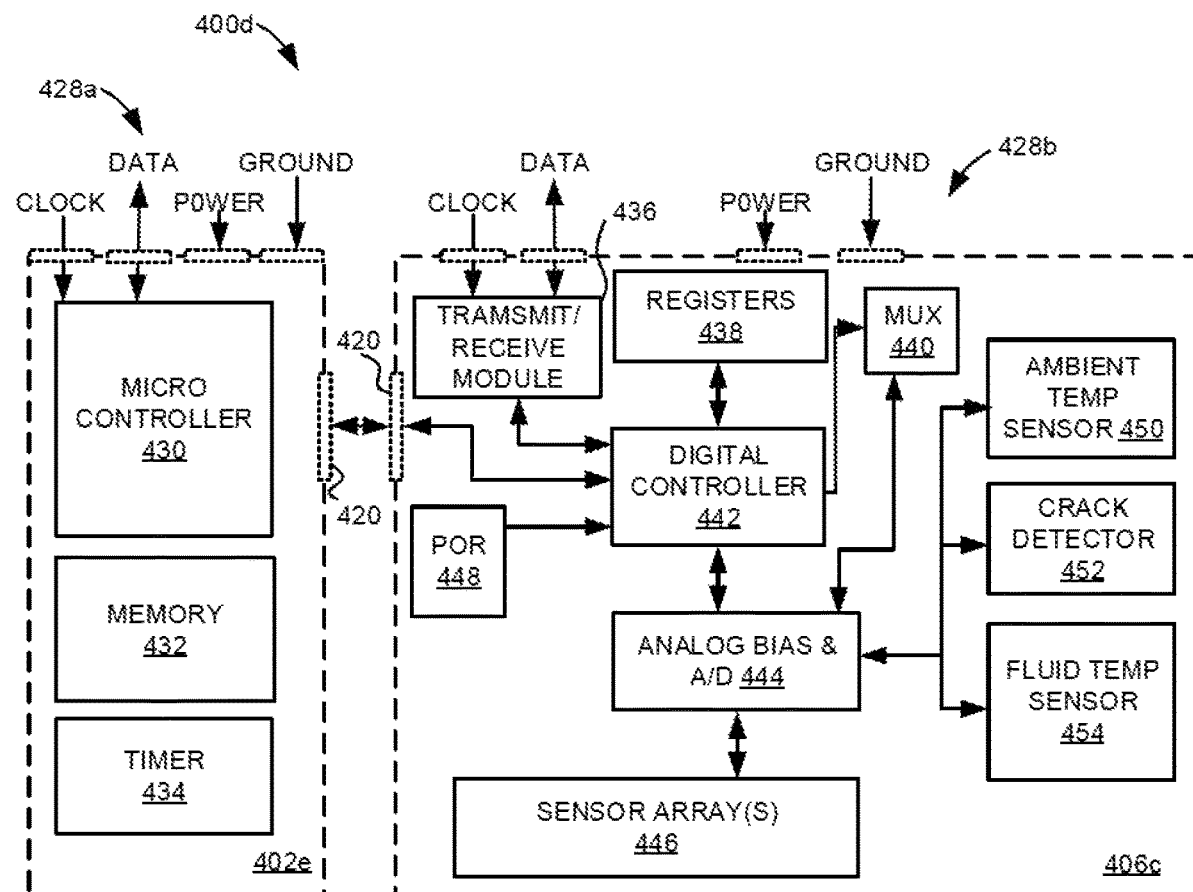 400d
428a
DATA
GROUND
CLOCK
P0WER
DATA
GROUND
428b
CLOCK
P0WER
436
TRAMSMIT/
RECEIVE
MODULE
REGISTERS
438
MUX
440
MICRO
CONTROLLER
430
420
420
AMBIENT
TEMP
SENSOR 450
DIGITAL
CONTROLLER
442
POR
448
CRACK
DETECTOR
452
MEMORY
432
ANALOG BIAS &
A/D 444
FLUID TEMP
SENSOR
454
TIMER
434
SENSOR ARRAY(S)
446
402e
406c